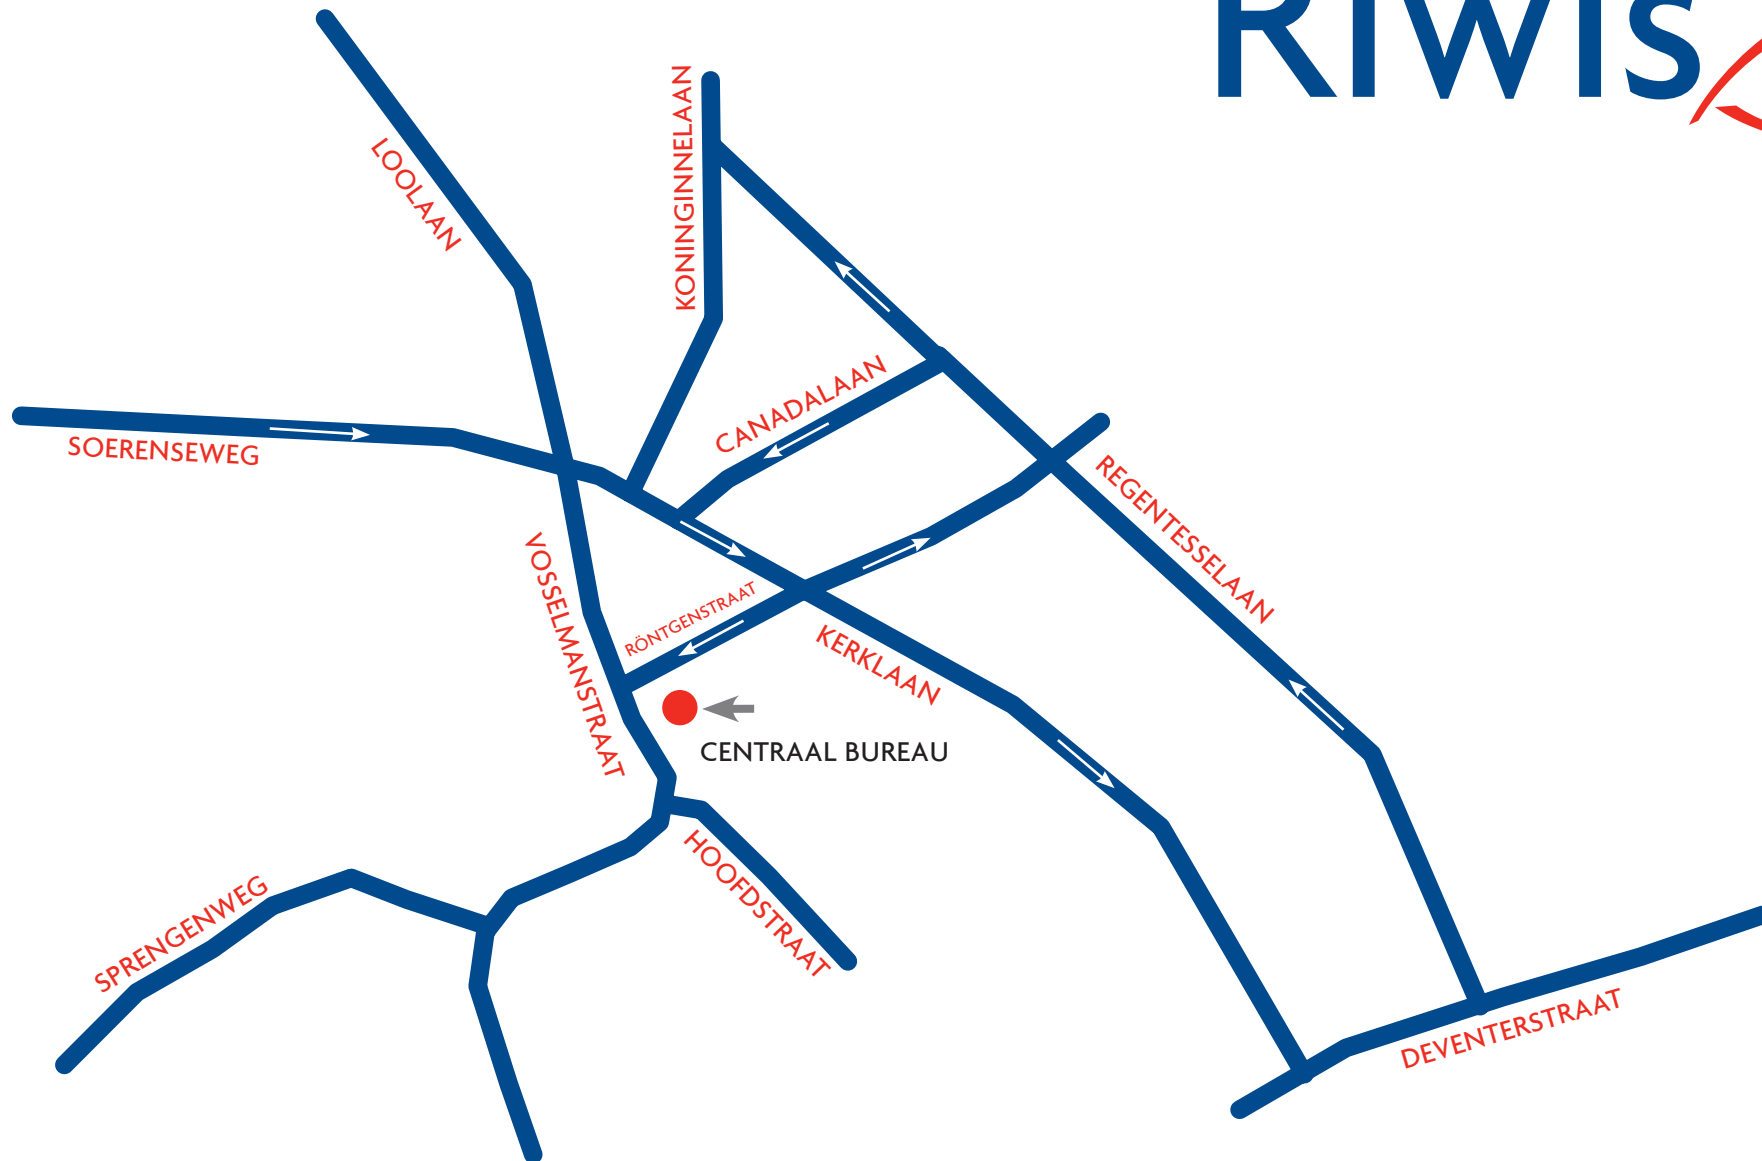 RIWIS
LOOLAAN
KONINGINNELAAN
CANADALAAN
SOERENSEWEG
REGENTESSELAAN
VOSSELMANSTRAAT
RÖNTGENSTRAAT
KERKLAAN
CENTRAAL BUREAU
HOOFDSTRAAT
SPRENGENWEG
DEVENTERSTRAAT